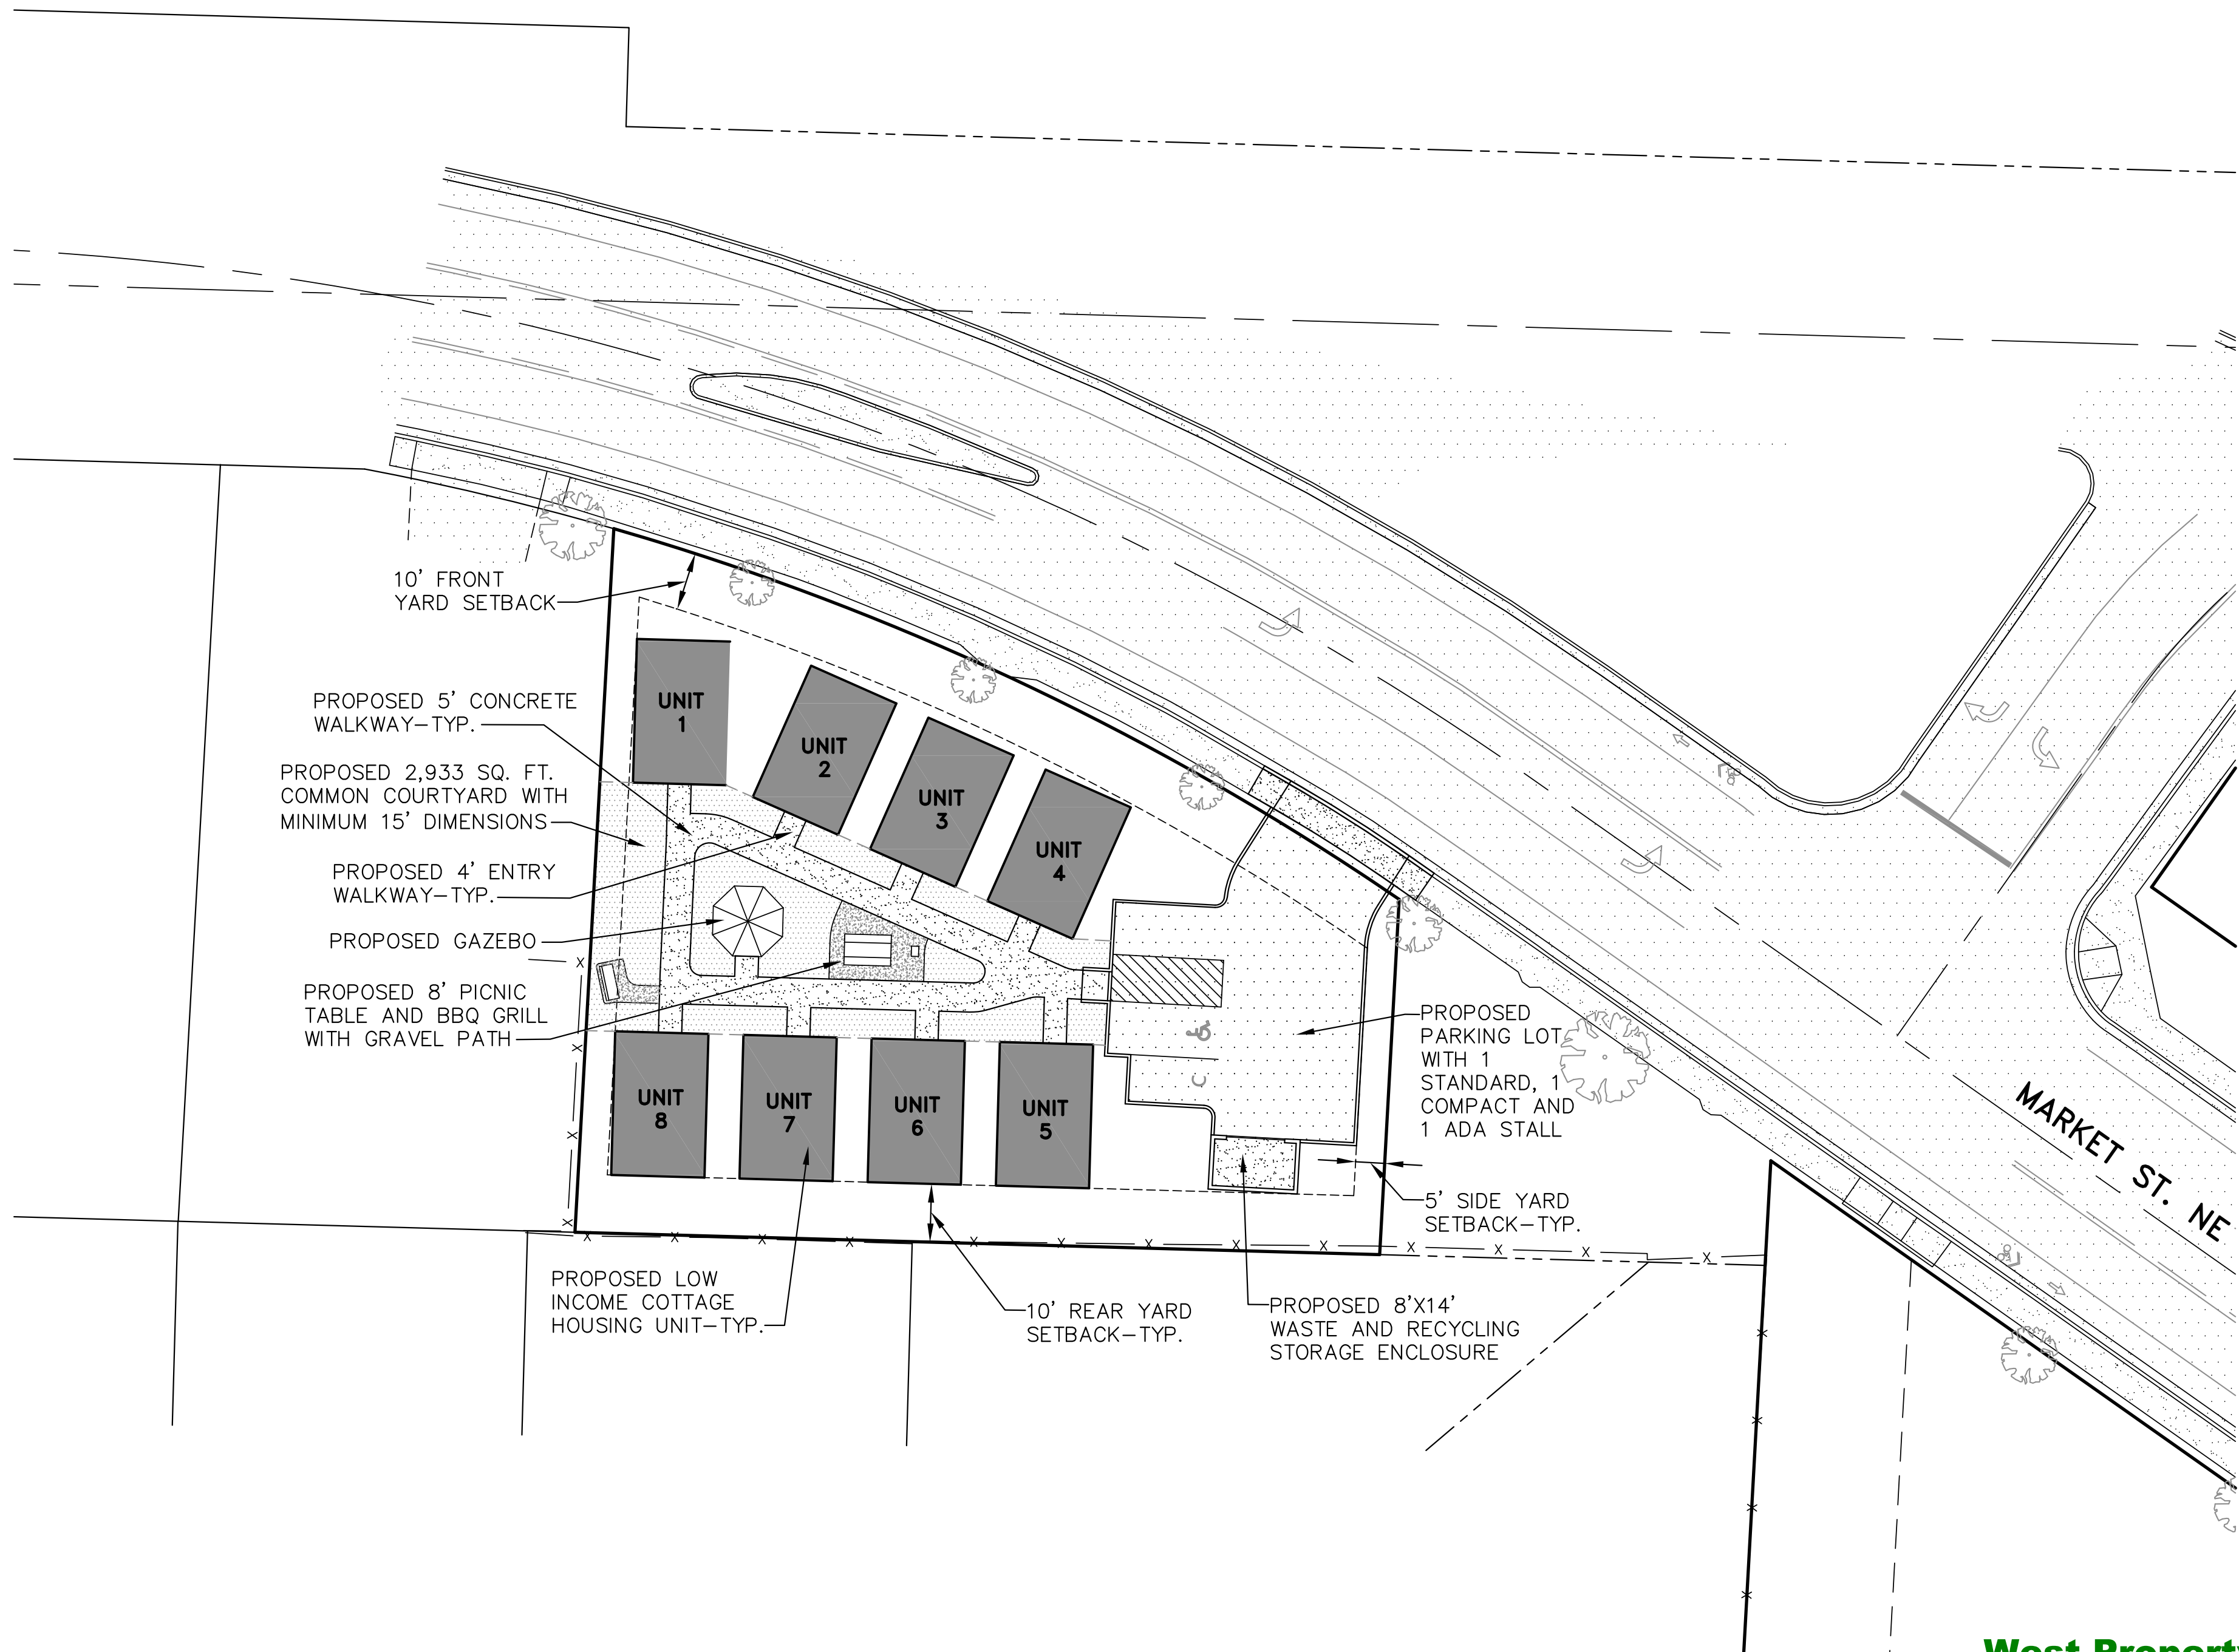 10' FRONT
YARD SETBACK
PROPOSED 5' CONCRETE
WALKWAY-TYP.
PROPOSED 2,933 SQ. FT.
COMMON COURTYARD WITH
MINIMUM 15' DIMENSIONS
PROPOSED 4' ENTRY
WALKWAY-TYP.
PROPOSED GAZEBO
PROPOSED 8' PICNIC
TABLE AND BBQ GRILL
WITH GRAVEL PATH
UNIT
1
UNIT
2
UNIT
3
UNIT
4
UNIT
8
UNIT
7
UNIT
6
UNIT
5
C
PROPOSED
PARKING LOT
WITH 1
STANDARD, 1
COMPACT AND
1 ADA STALL
5' SIDE YARD
SETBACK-TYP.
MARKET ST. NE
PROPOSED LOW
INCOME COTTAGE
HOUSING UNIT-TYP.
10' REAR YARD
SETBACK-TYP.
PROPOSED 8'X14'
WASTE AND RECYCLING
STORAGE ENCLOSURE
West Propert